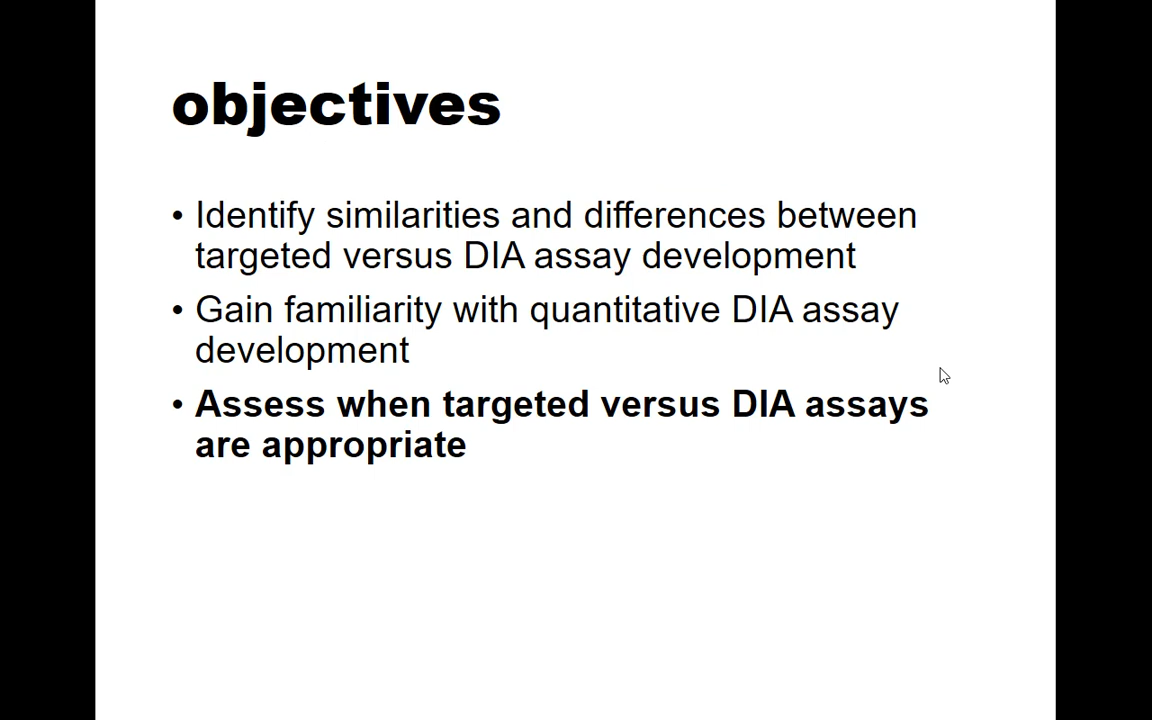 objectives
• Identify similarities and differences between
targeted versus DIA assay development
• Gain familiarity with quantitative DIA assay
development
• Assess when targeted versus DIA assays
are appropriate